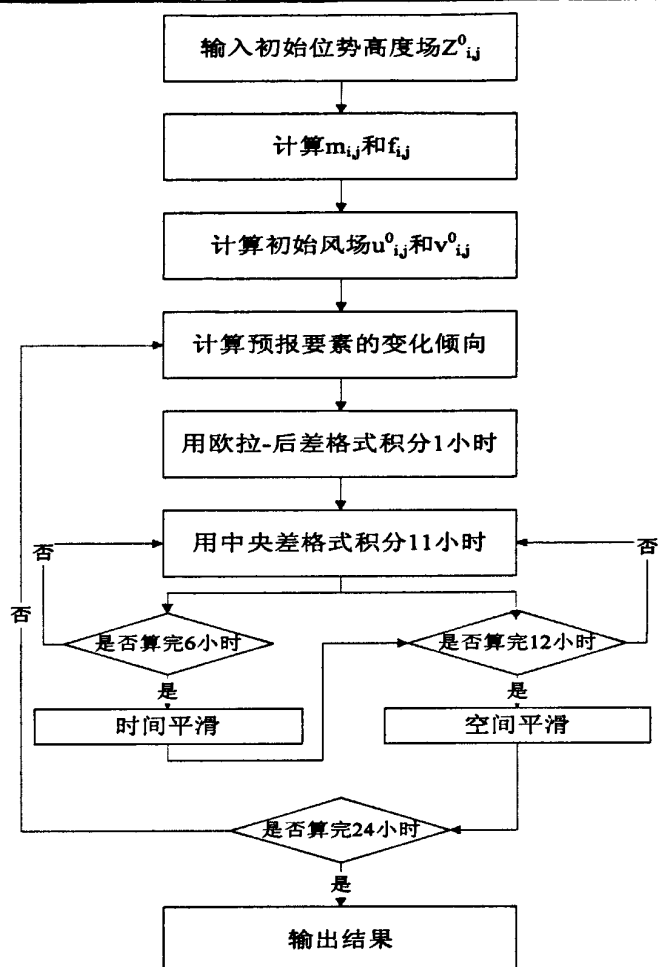 输入初始位势高度场Z⁰i,j
计算mi,j和fi,j
计算初始风场u⁰i,j和v⁰i,j
计算预报要素的变化倾向
用欧拉-后差格式积分1小时
用中央差格式积分11小时
否
否
否
是否算完6小时
是否算完12小时
是
是
时间平滑
空间平滑
是否算完24小时
是
输出结果